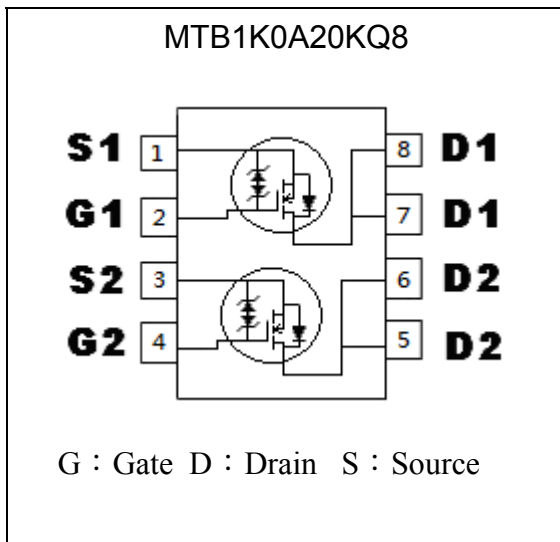 MTB1K0A20KQ8
S1 1 8 D1
G1 2 7 D1
S2 3 6 D2
G2 4 5 D2
G：Gate D：Drain S：Source